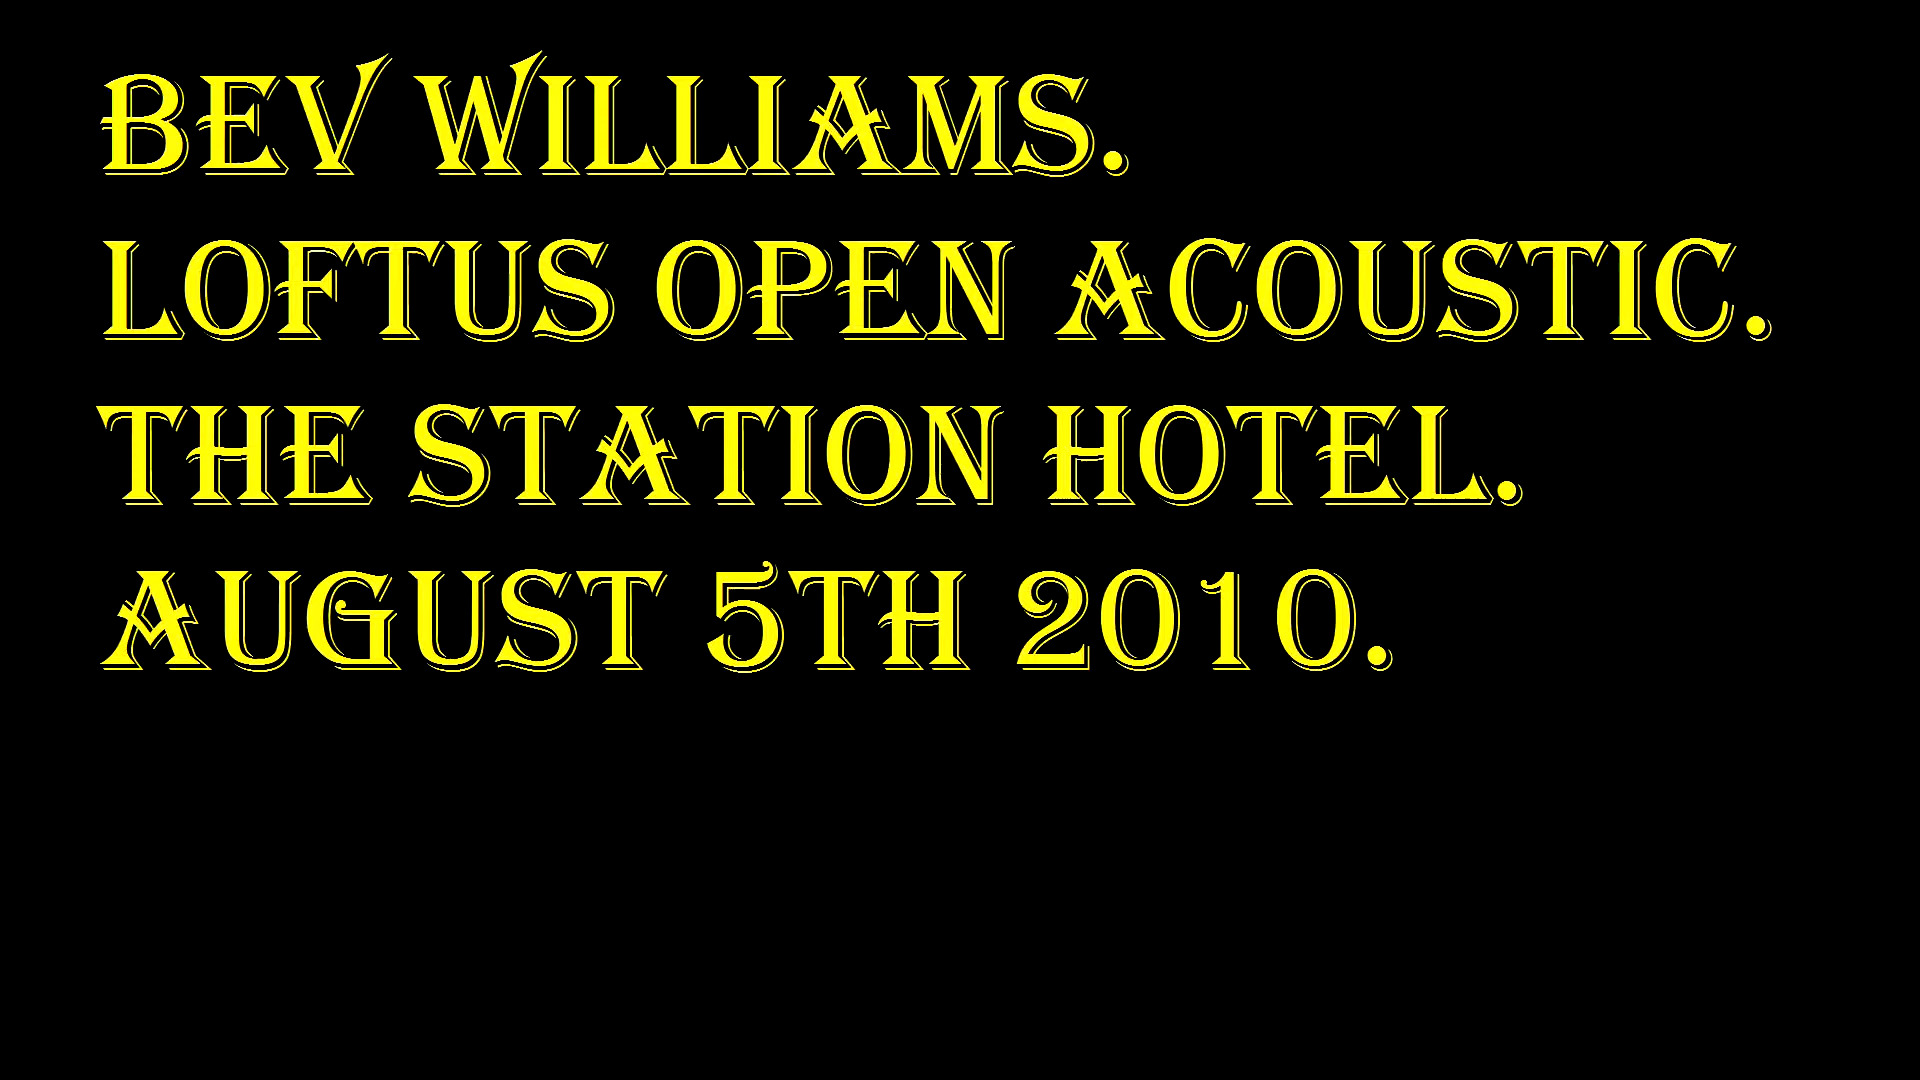 BEV WILLIAMS.
LOFTUS OPEN ACOUSTIC.
THE STATION HOTEL.
AUGUST 5TH 2010.